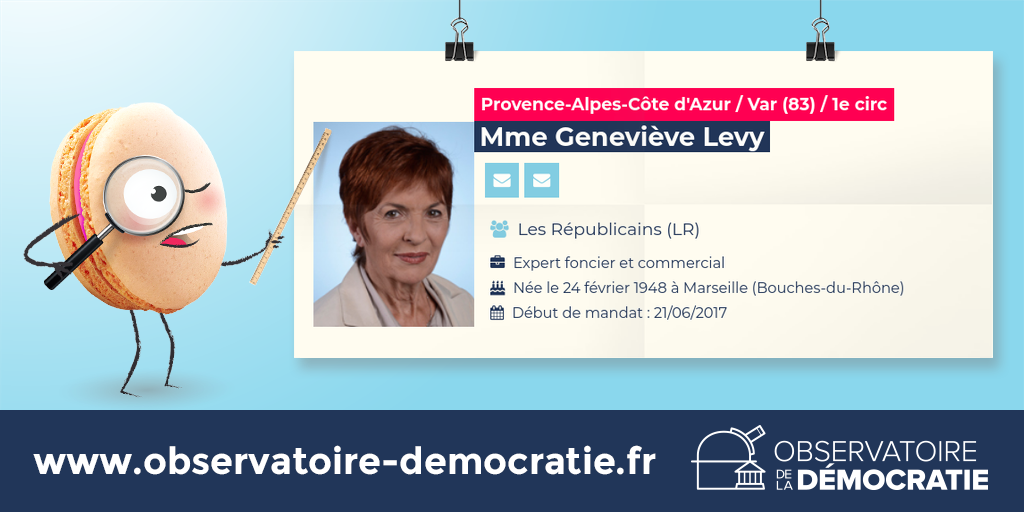 Provence-Alpes-Côte d'Azur / Var (83) / 1e circ
Mme Geneviève Levy
Les Républicains (LR)
Expert foncier et commercial
Née le 24 février 1948 à Marseille (Bouches-du-Rhône)
Début de mandat : 21/06/2017
www.observatoire-democratie.fr
OBSERVATOIRE
DE LA DÉMOCRATIE